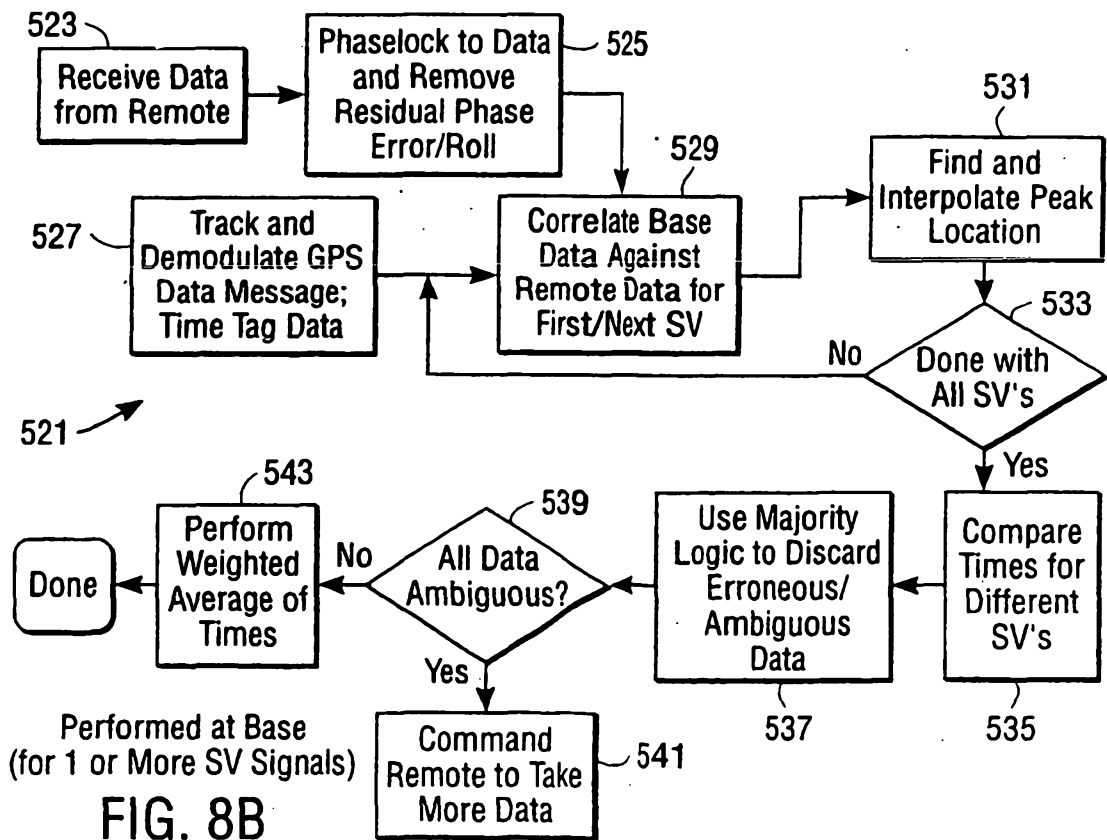 523
Receive Data
from Remote
Phaselock to Data
and Remove
Residual Phase
Error/Roll
525
527
Track and
Demodulate GPS
Data Message;
Time Tag Data
529
Correlate Base
Data Against
Remote Data for
First/Next SV
531
Find and
Interpolate Peak
Location
533
Done with
All SV's
No
Yes
521
Compare
Times for
Different
SV's
535
Use Majority
Logic to Discard
Erroneous/
Ambiguous
Data
537
539
All Data
Ambiguous?
No
Yes
543
Perform
Weighted
Average of
Times
Done
Command
Remote to Take
More Data
541
Performed at Base
(for 1 or More SV Signals)
FIG. 8B